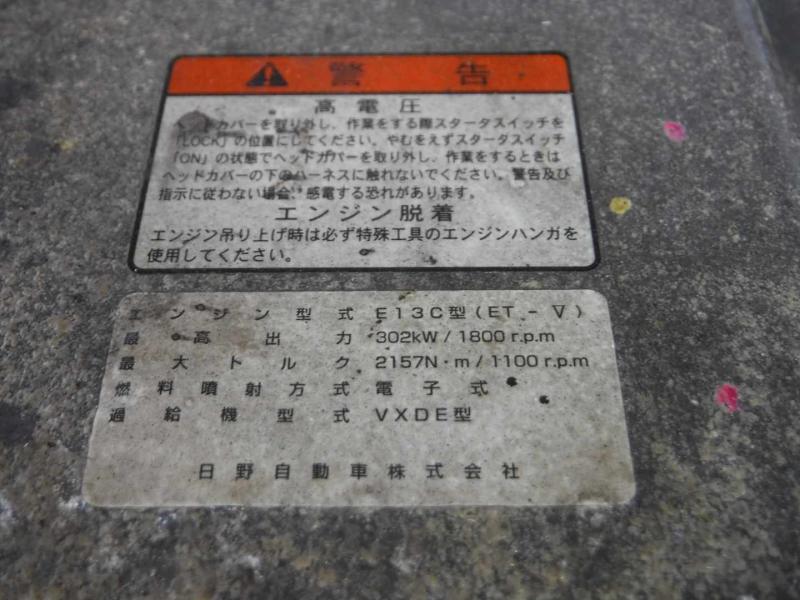 警告
高電圧
ヘッドカバーを取り外し、作業をする際スタータスイッチを
「LOCK」の位置にしてください。やむをえずスタータスイッチ
「ON」の状態でヘッドカバーを取り外し、作業をするときは
ヘッドカバーの下のハーネスに触れないでください。警告及び
指示に従わない場合、感電する恐れがあります。
エンジン脱着
エンジン吊り上げ時は必ず特殊工具のエンジンハンガを
使用してください。
エンジン型式 E13C型(ET-Ⅴ)
最高出力 302kW/1800r.p.m
最大トルク 2157N・m/1100r.p.m
燃料噴射方式 電子式
過給機型式 VXDE型
日野自動車株式会社